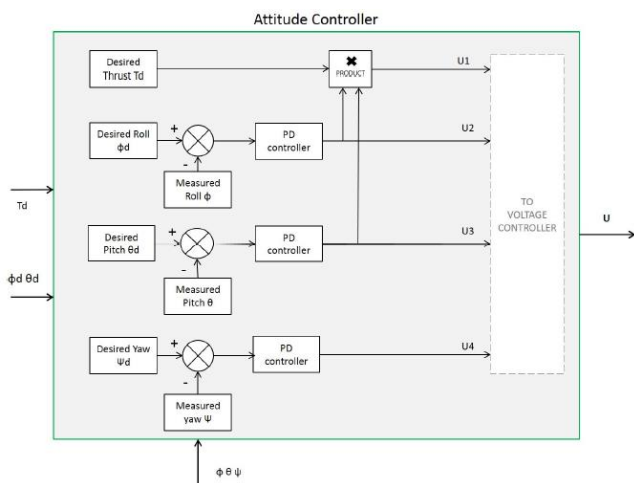 Attitude Controller
Desired
Thrust Td
✖
PRODUCT
U1
Desired Roll
ϕd
+
-
PD
controller
U2
Measured
Roll ϕ
Td
Desired
Pitch θd
+
-
PD
controller
U3
Measured
Pitch θ
ϕd θd
TO
VOLTAGE
CONTROLLER
U
Desired Yaw
Ψd
+
-
PD
controller
U4
Measured
yaw Ψ
ϕ θ ψ